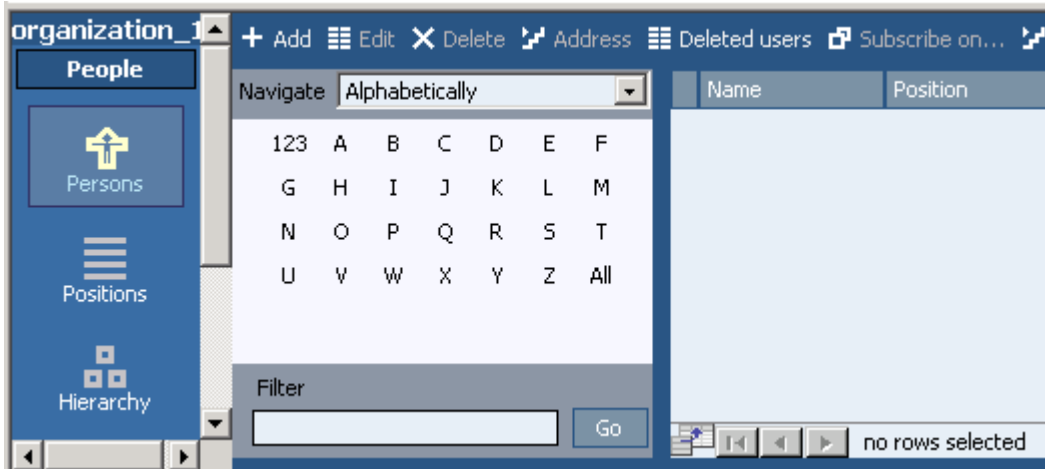 organization_1
People
Persons
Positions
Hierarchy
Add Edit Delete Address Deleted users Subscribe on...
Navigate Alphabetically
123 A B C D E F
G H I J K L M
N O P Q R S T
U V W X Y Z All
Filter
Go
Name Position
no rows selected